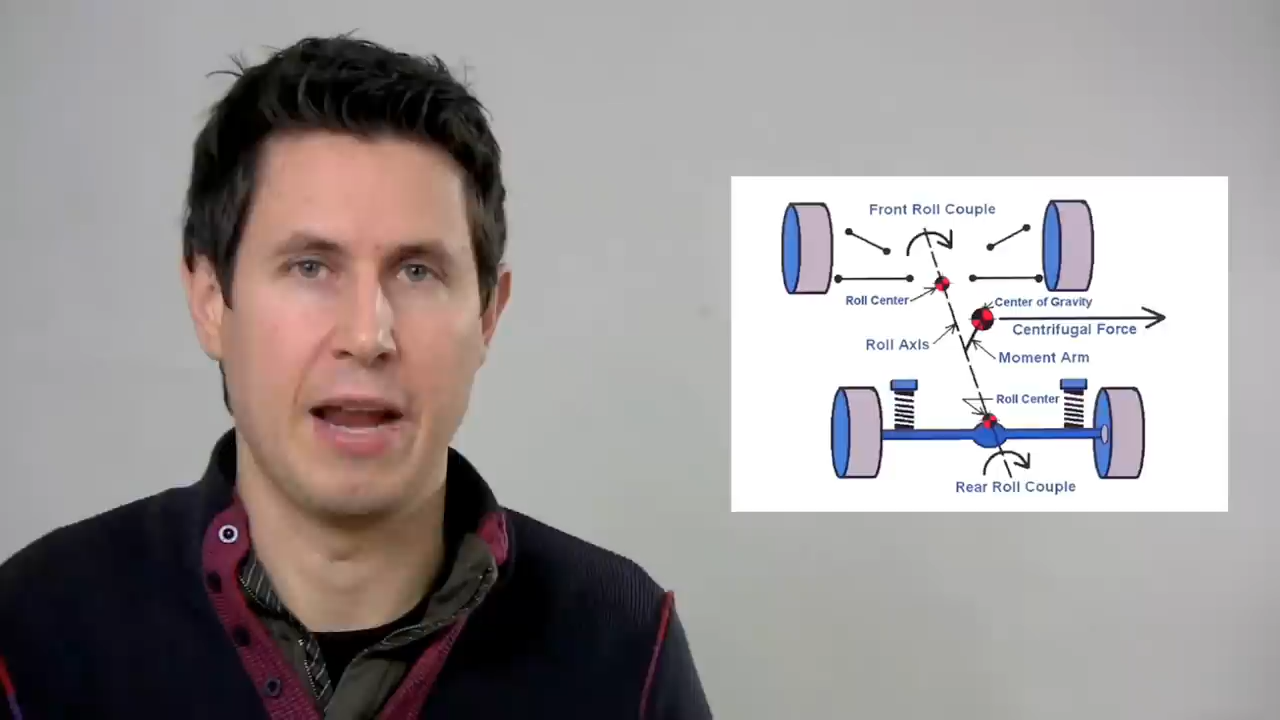 Front Roll Couple
Roll Center
Center of Gravity
Centrifugal Force
Roll Axis
Moment Arm
Roll Center
Rear Roll Couple